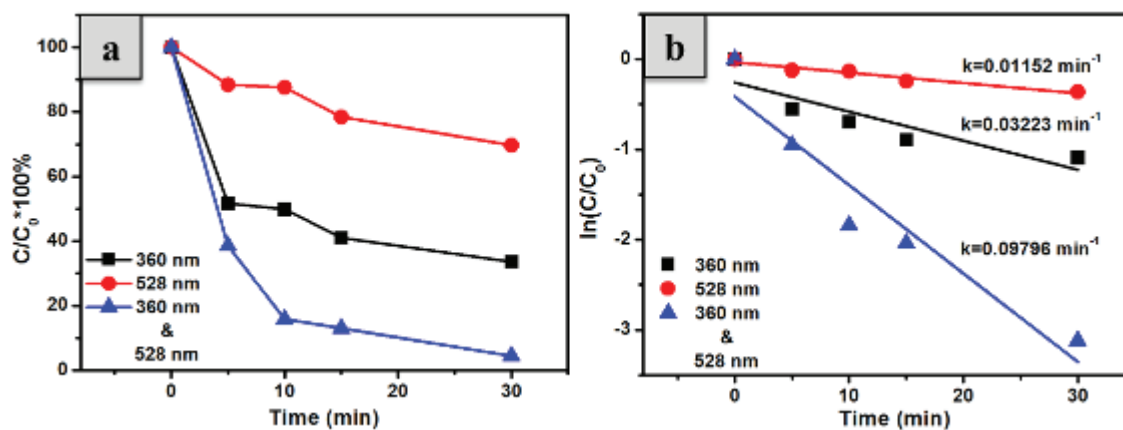 a
100
80
60
40
20
0
C/C₀*100%
360 nm
528 nm
360 nm
&
528 nm
0 10 20 30
Time (min)
b
0
-1
-2
-3
ln(C/C₀)
k=0.01152 min⁻¹
k=0.03223 min⁻¹
k=0.09796 min⁻¹
360 nm
528 nm
360 nm
&
528 nm
0 10 20 30
Time (min)